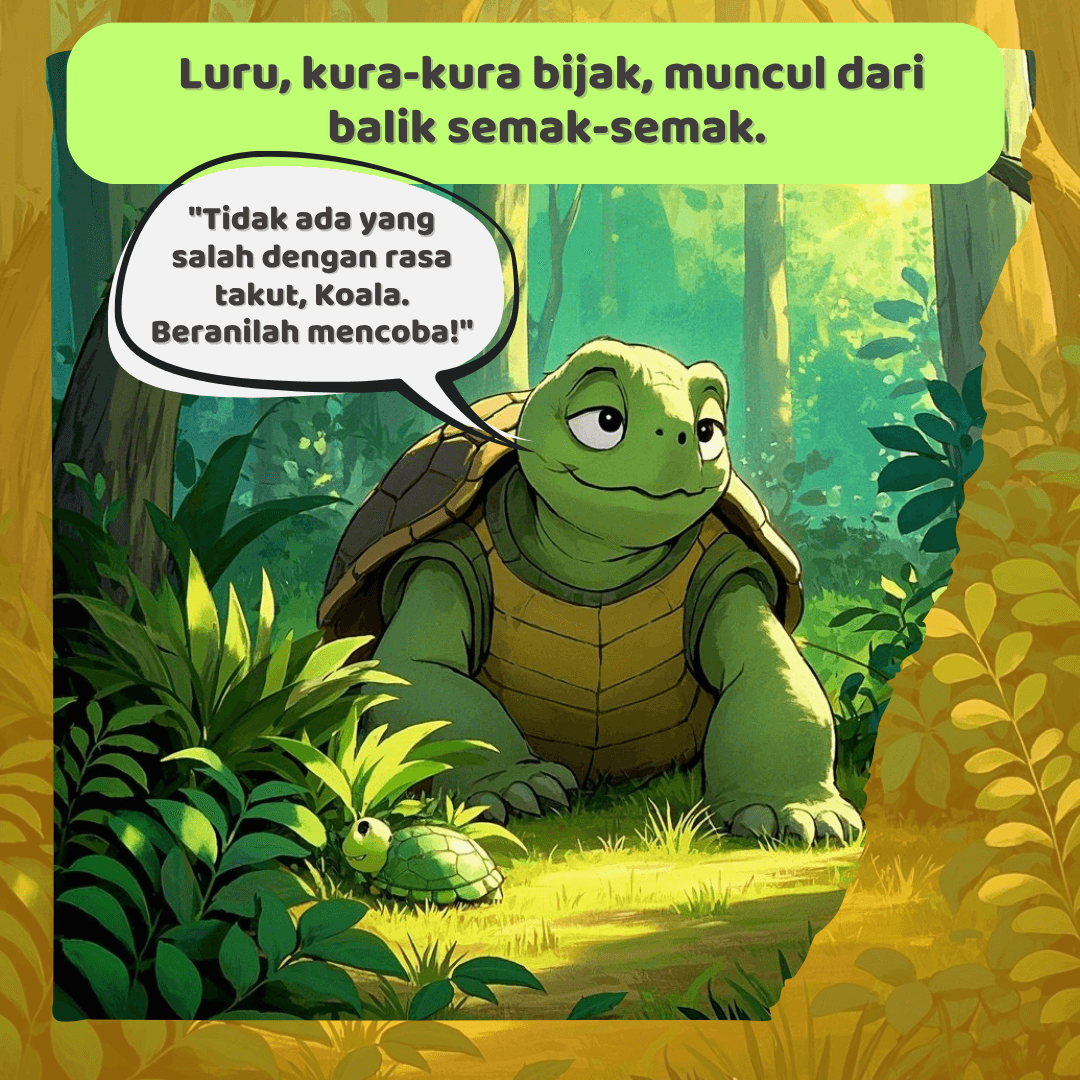 Luru, kura-kura bijak, muncul dari
balik semak-semak.
"Tidak ada yang
salah dengan rasa
takut, Koala.
Beranilah mencoba!"